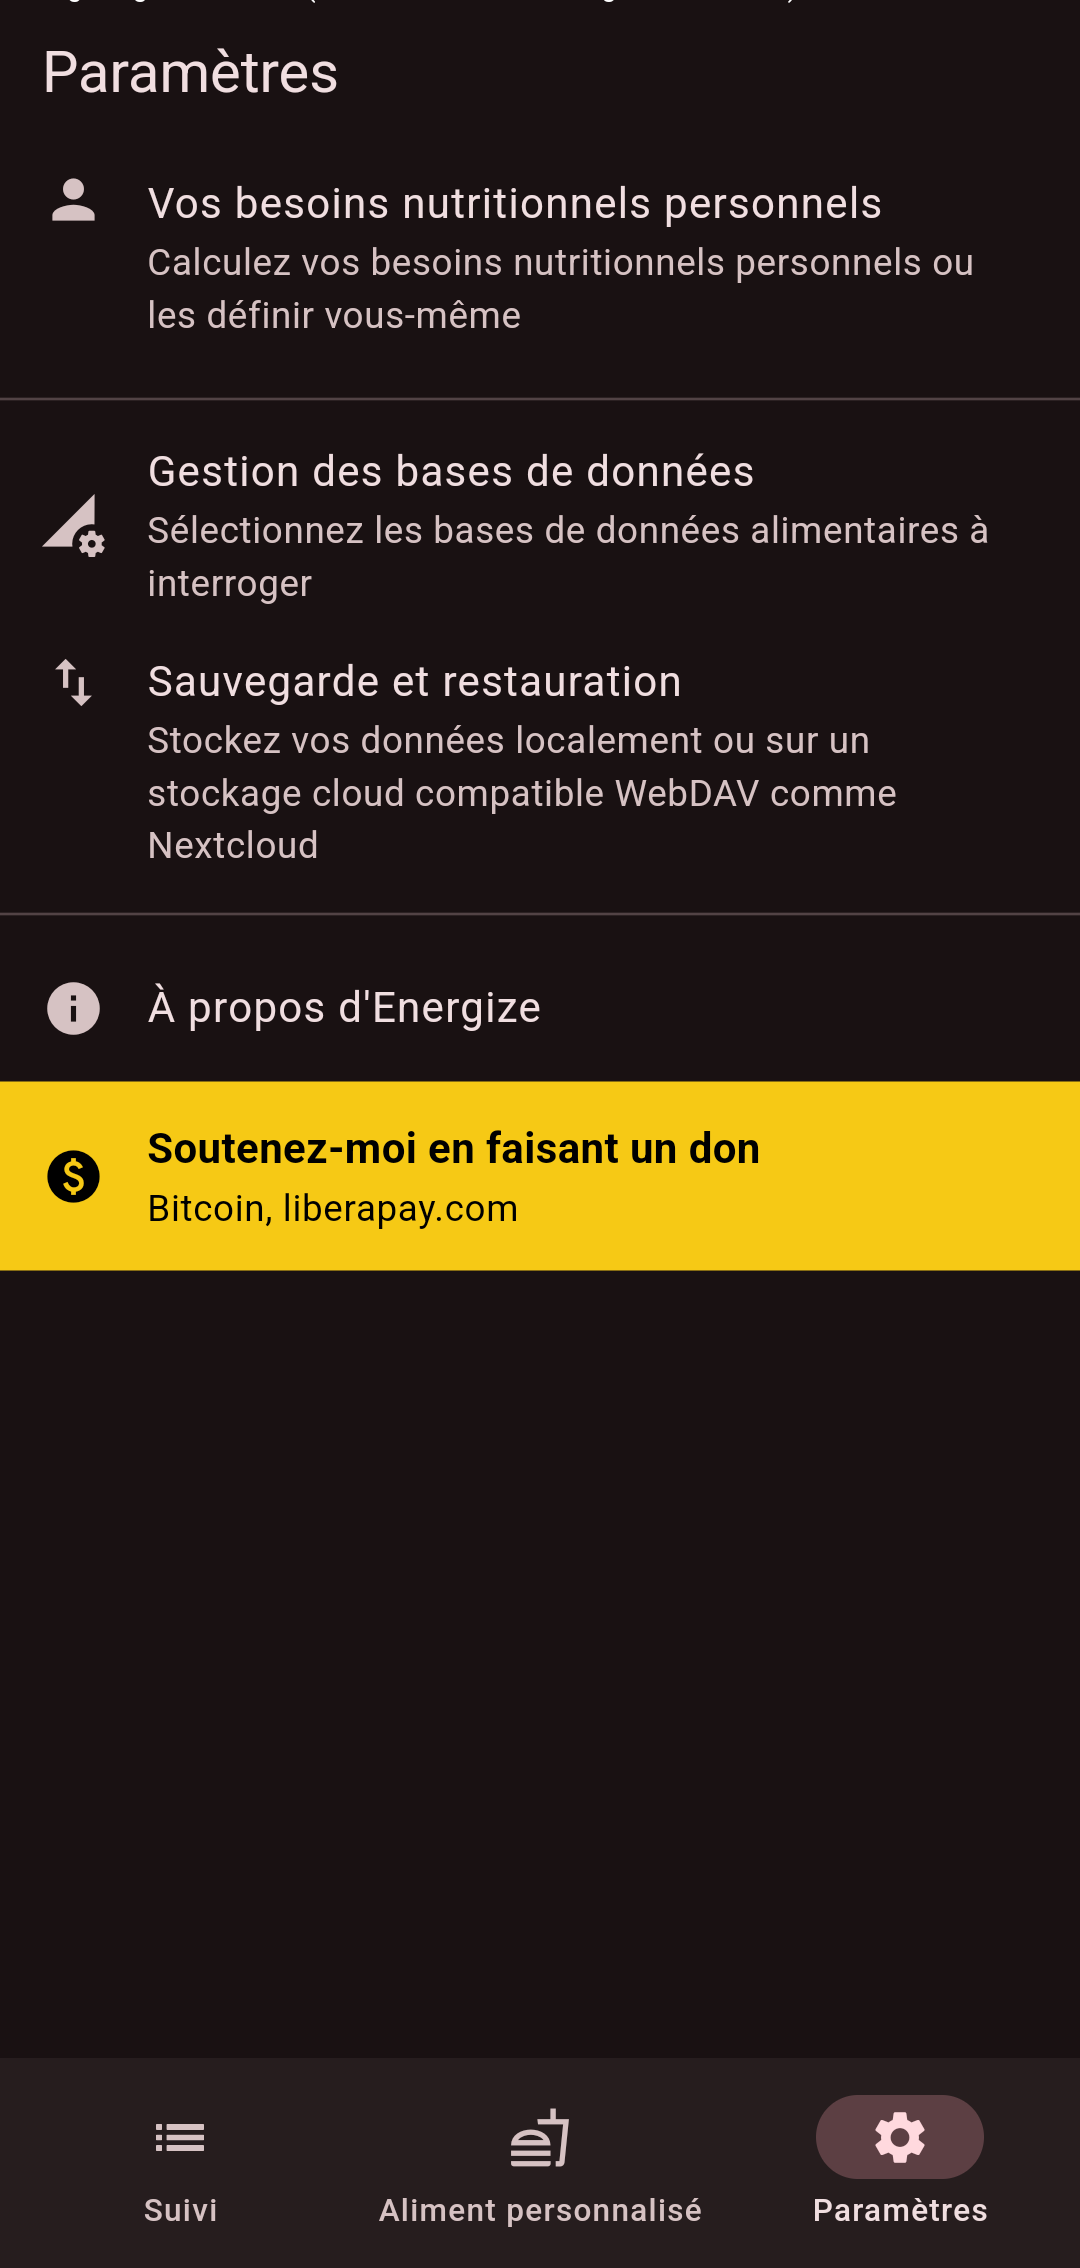 Paramètres
Vos besoins nutritionnels personnels
Calculez vos besoins nutritionnels personnels ou
les définir vous-même
Gestion des bases de données
Sélectionnez les bases de données alimentaires à
interroger
Sauvegarde et restauration
Stockez vos données localement ou sur un
stockage cloud compatible WebDAV comme
Nextcloud
À propos d'Energize
Soutenez-moi en faisant un don
Bitcoin, liberapay.com
Suivi
Aliment personnalisé
Paramètres